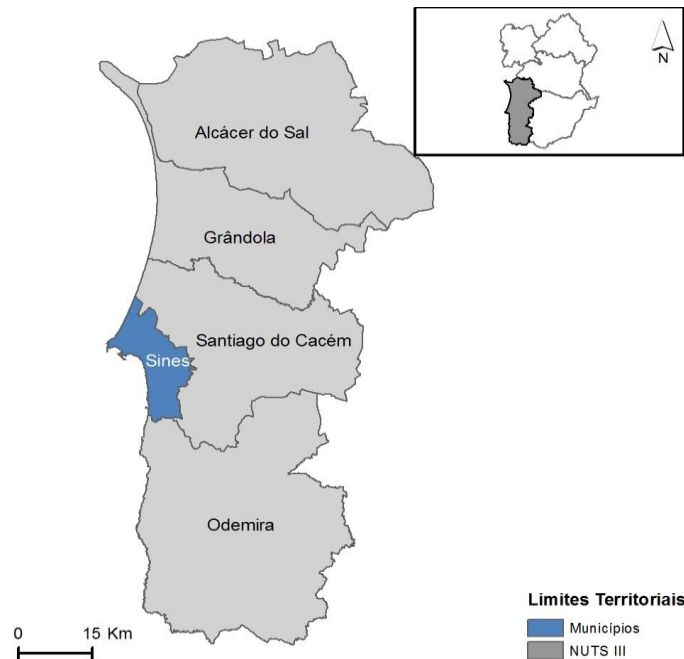 N
Alcácer do Sal
Grândola
Santiago do Cacém
Sines
Odemira
0 15 Km
Limites Territoriais
Municípios
NUTS III